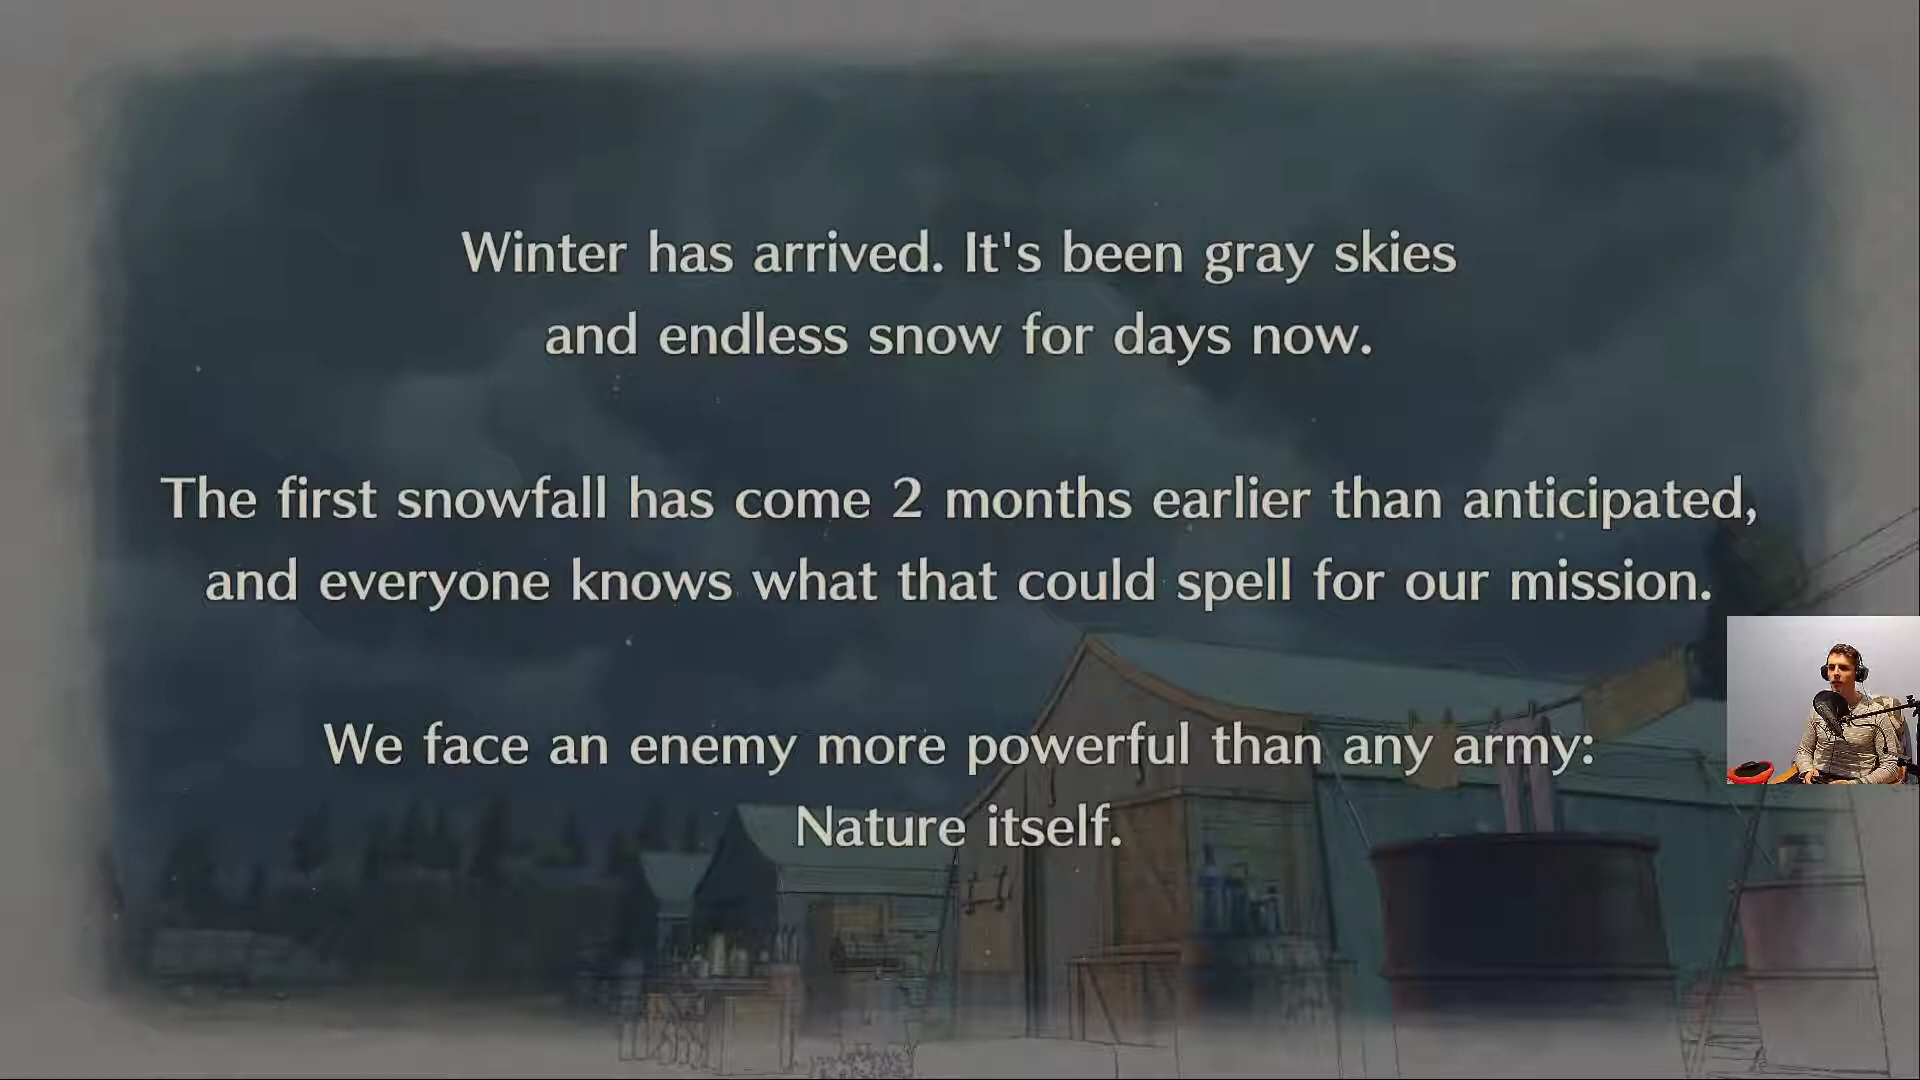 Winter has arrived. It's been gray skies
and endless snow for days now.
The first snowfall has come 2 months earlier than anticipated,
and everyone knows what that could spell for our mission.
We face an enemy more powerful than any army:
Nature itself.